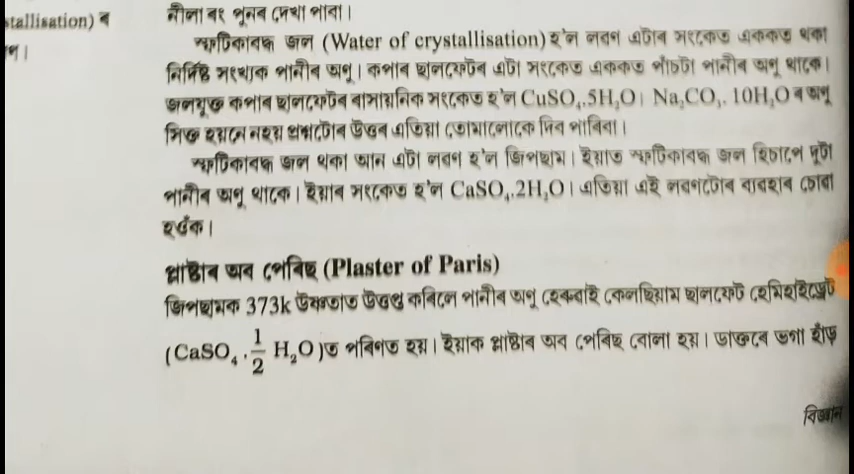 stallisation) ৰ
নীলা ৰং পুনৰ দেখা পাবা।
স্ফটিকাবদ্ধ জল (Water of crystallisation) হ'ল লৱণ এটাৰ সংকেত এককত থকা
নিৰ্দিষ্ট সংখ্যক পানীৰ অণু। কপাৰ ছালফেটৰ এটা সংকেত এককত পাঁচটা পানীৰ অণু থাকে।
জলযুক্ত কপাৰ ছালফেটৰ ৰাসায়নিক সংকেত হ'ল CuSO₄.5H₂O। Na₂CO₃. 10H₂O ৰ অণু
সিক্ত হয়নে নহয় প্ৰশ্নটোৰ উত্তৰ এতিয়া তোমালোকে দিব পাৰিবা।
স্ফটিকাবদ্ধ জল থকা আন এটা লৱণ হ'ল জিপছাম। ইয়াত স্ফটিকাবদ্ধ জল হিচাপে দুটা
পানীৰ অণু থাকে। ইয়াৰ সংকেত হ'ল CaSO₄.2H₂O। এতিয়া এই লৱণটোৰ ব্যৱহাৰ চোৱা
হওঁক।
প্লাষ্টাৰ অব পেৰিছ (Plaster of Paris)
জিপছামক 373k উষ্ণতাত উত্তপ্ত কৰিলে পানীৰ অণু হেৰুৱাই কেলছিয়াম ছালফেট হেমিহাইড্ৰেট
(CaSO₄ . 1/2 H₂O)ত পৰিণত হয়। ইয়াক প্লাষ্টাৰ অব পেৰিছ বোলা হয়। ডাক্তৰে ভগা হাঁড়
বিজ্ঞান